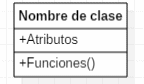 Nombre de clase
+Atributos
+Funciones()